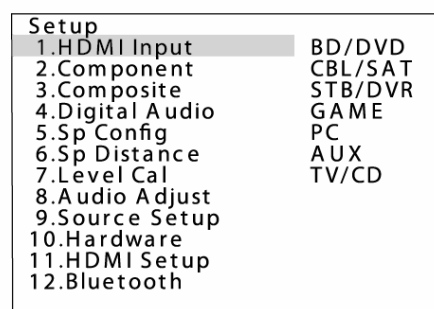 Setup
1.HDMI Input BD/DVD
2.Component CBL/SAT
3.Composite STB/DVR
4.Digital Audio GAME
5.Sp Config PC
6.Sp Distance AUX
7.Level Cal TV/CD
8.Audio Adjust
9.Source Setup
10.Hardware
11.HDMI Setup
12.Bluetooth